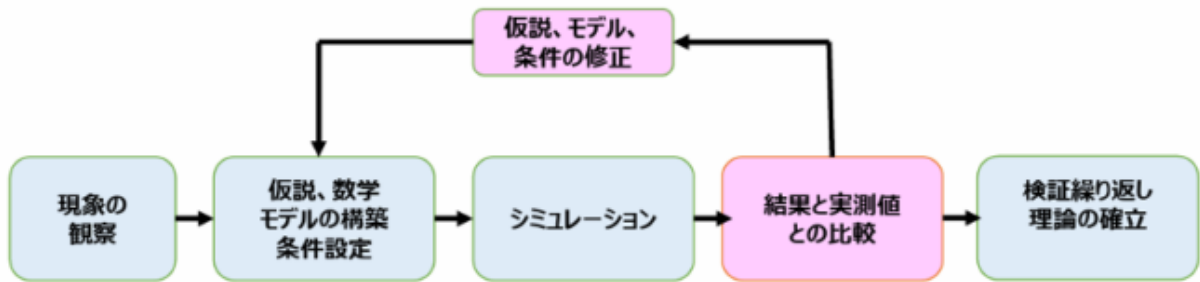 仮説、モデル、
条件の修正
現象の
観察
仮説、数学
モデルの構築
条件設定
シミュレーション
結果と実測値
との比較
検証繰り返し
理論の確立